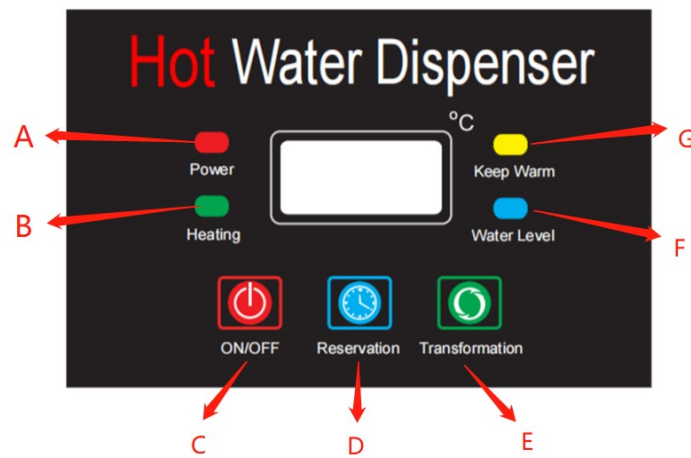 Hot Water Dispenser
°C
A
Power
Keep Warm
G
B
Heating
Water Level
F
ON/OFF
Reservation
Transformation
C
D
E